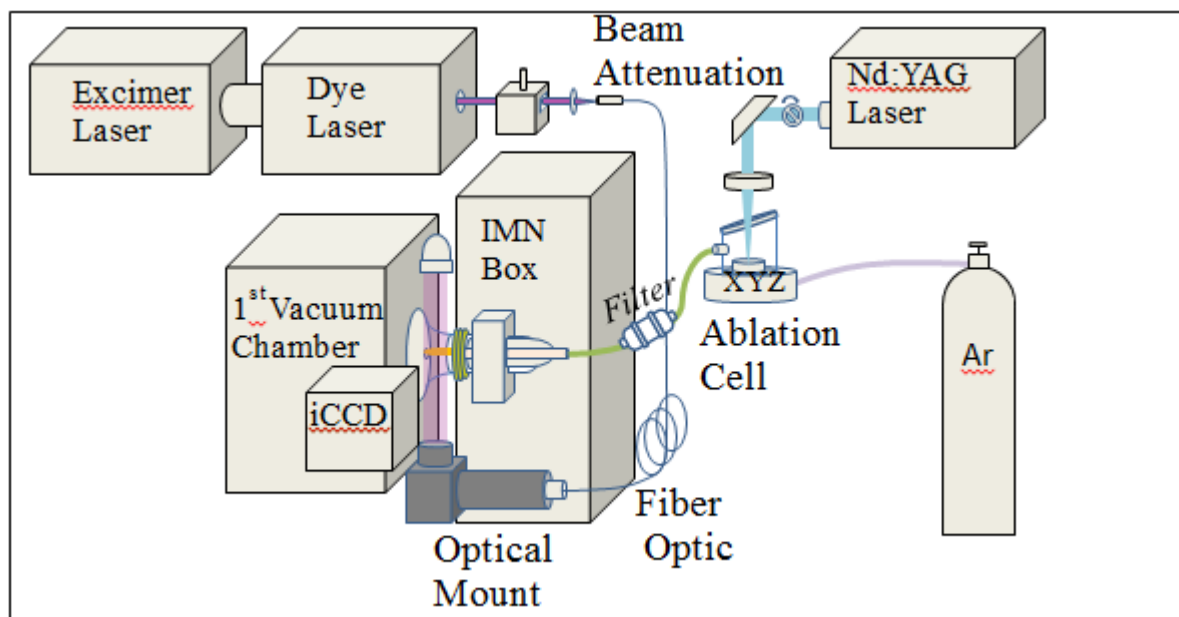 Excimer
Laser
Dye
Laser
Beam
Attenuation
Nd:YAG
Laser
IMN
Box
1st Vacuum
Chamber
iCCD
Filter
XYZ
Ablation
Cell
Ar
Fiber
Optic
Optical
Mount